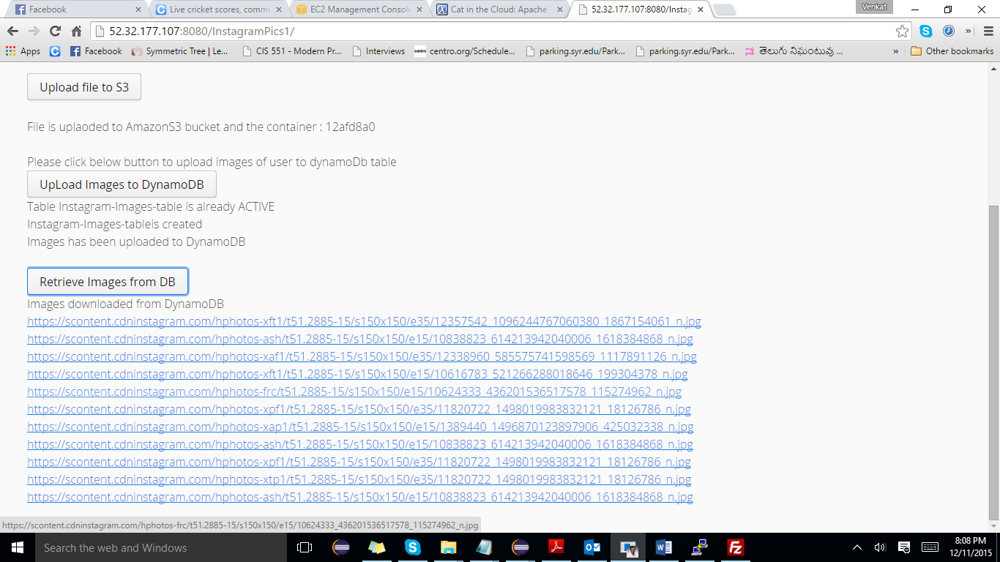 Facebook
Live cricket scores, comme
EC2 Management Console
Cat in the Cloud: Apache T
52.32.177.107:8080/Instag
Venkat
52.32.177.107:8080/InstagramPics1/
Apps
Facebook
Symmetric Tree | Le...
CIS 551 - Modern Pr...
Interviews
centro
centro.org/Schedule...
parking.syr.edu/Park...
parking.syr.edu/Park...
తెలుగు నిఘంటువు ...
»
Other bookmarks
Upload file to S3
File is uplaoded to AmazonS3 bucket and the container : 12afd8a0
Please click below button to upload images of user to dynamoDb table
UpLoad Images to DynamoDB
Table Instagram-Images-table is already ACTIVE
Instagram-Images-tableis created
Images has been uploaded to DynamoDB
Retrieve Images from DB
Images downloaded from DynamoDB
https://scontent.cdninstagram.com/hphotos-xft1/t51.2885-15/s150x150/e35/12357542_1096244767060380_1867154061_n.jpg
https://scontent.cdninstagram.com/hphotos-ash/t51.2885-15/s150x150/e15/10838823_614213942040006_1618384868_n.jpg
https://scontent.cdninstagram.com/hphotos-xaf1/t51.2885-15/s150x150/e35/12338960_585575741598569_1117891126_n.jpg
https://scontent.cdninstagram.com/hphotos-xft1/t51.2885-15/s150x150/e15/10616783_521266288018646_199304378_n.jpg
https://scontent.cdninstagram.com/hphotos-frc/t51.2885-15/s150x150/e15/10624333_436201536517578_115274962_n.jpg
https://scontent.cdninstagram.com/hphotos-xpf1/t51.2885-15/s150x150/e35/11820722_1498019983832121_18126786_n.jpg
https://scontent.cdninstagram.com/hphotos-xap1/t51.2885-15/s150x150/e15/1389440_1496870123897906_425032338_n.jpg
https://scontent.cdninstagram.com/hphotos-ash/t51.2885-15/s150x150/e15/10838823_614213942040006_1618384868_n.jpg
https://scontent.cdninstagram.com/hphotos-xpf1/t51.2885-15/s150x150/e35/11820722_1498019983832121_18126786_n.jpg
https://scontent.cdninstagram.com/hphotos-xtp1/t51.2885-15/s150x150/e35/11820722_1498019983832121_18126786_n.jpg
https://scontent.cdninstagram.com/hphotos-ash/t51.2885-15/s150x150/e15/10838823_614213942040006_1618384868_n.jpg
https://scontent.cdninstagram.com/hphotos-frc/t51.2885-15/s150x150/e15/10624333_436201536517578_115274962_n.jpg
Search the web and Windows
8:08 PM
12/11/2015